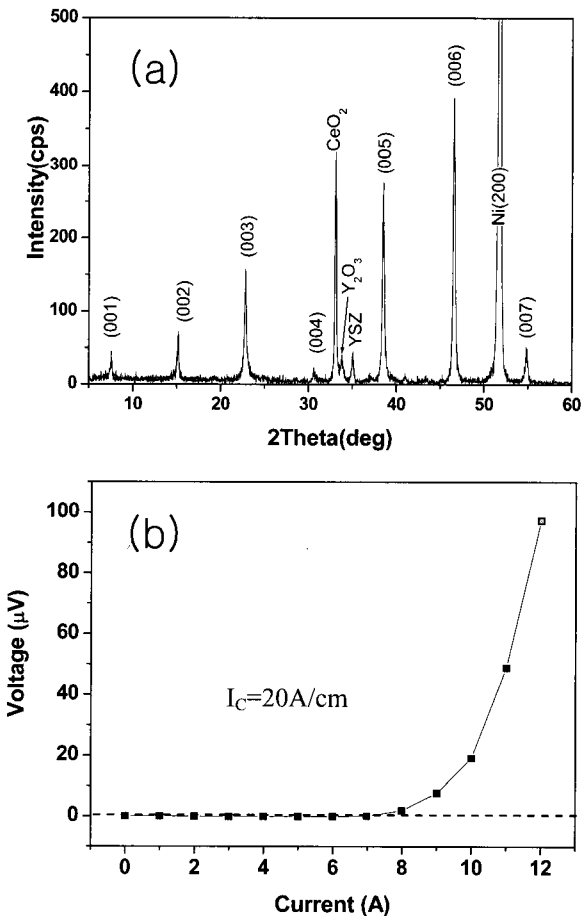 500
400
300
200
100
0
Intensity(cps)
(a)
(001)
(002)
(003)
(004)
CeO₂
Y₂O₃
YSZ
(005)
(006)
Ni(200)
(007)
10
20
30
40
50
60
2Theta(deg)
100
80
60
40
20
0
Voltage (μV)
(b)
I_C=20A/cm
0
2
4
6
8
10
12
Current (A)